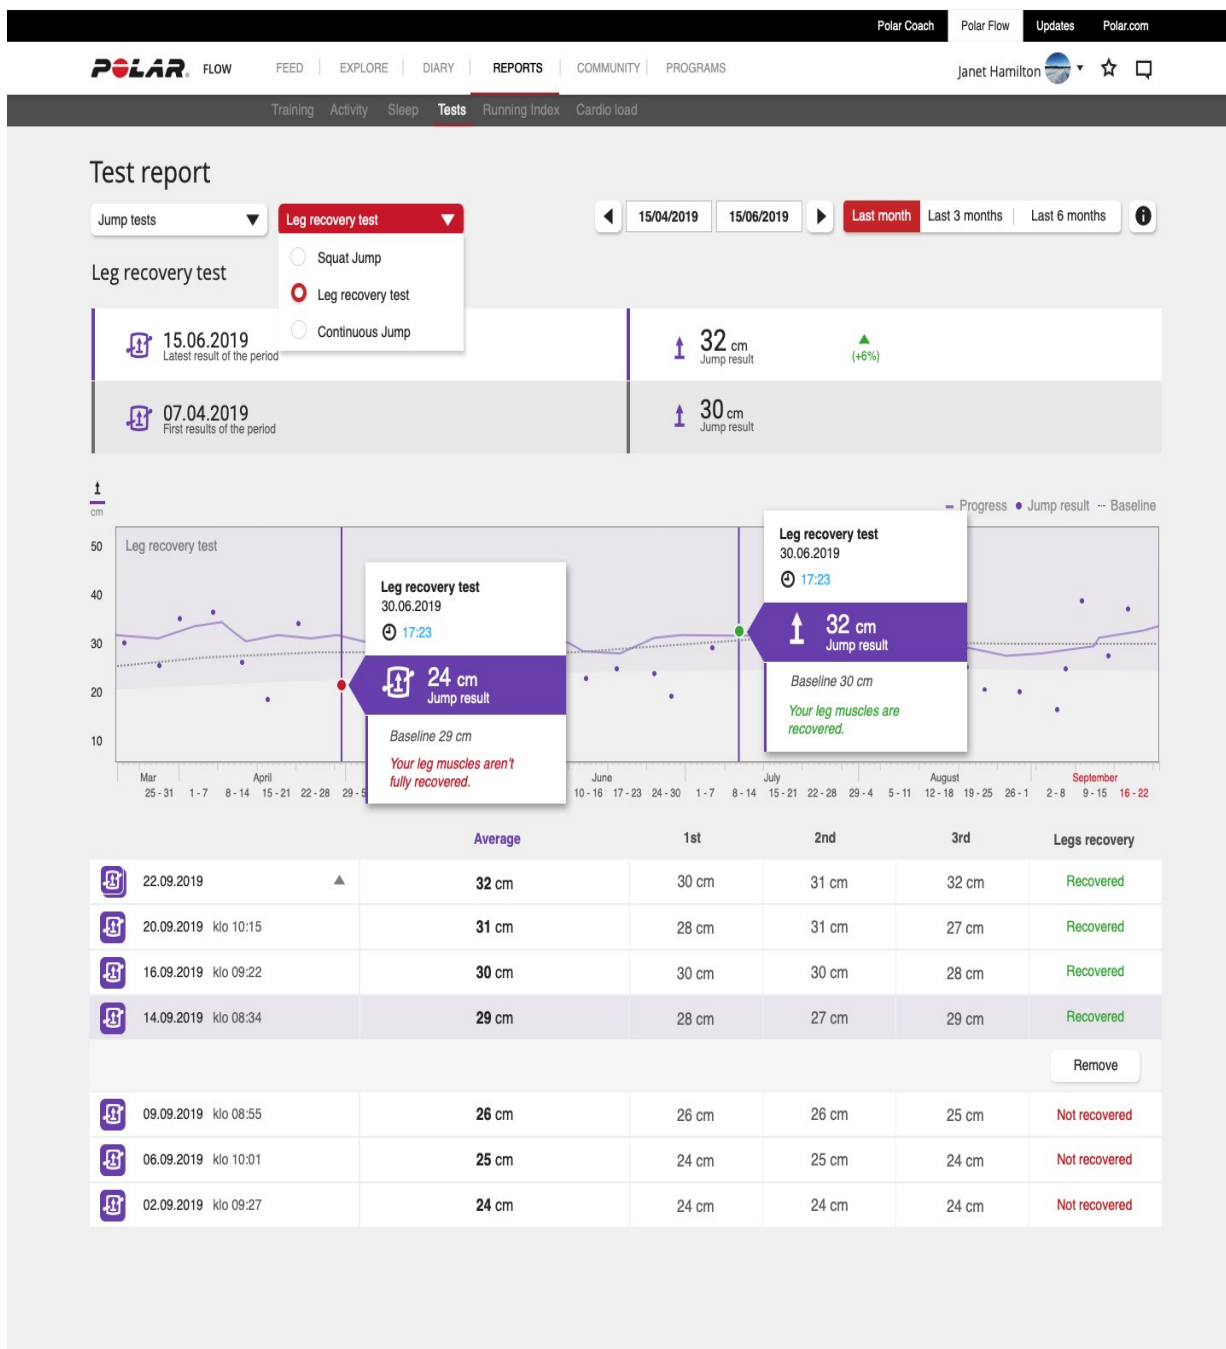 Polar Coach Polar Flow Updates Polar.com
POLAR. FLOW FEED EXPLORE DIARY REPORTS COMMUNITY PROGRAMS Janet Hamilton
Training Activity Sleep Tests Running Index Cardio load
Test report
Jump tests Leg recovery test 15/04/2019 15/06/2019 Last month Last 3 months Last 6 months
Squat Jump
Leg recovery test
Leg recovery test
Continuous Jump
15.06.2019
Latest result of the period
32 cm
Jump result
(+6%)
07.04.2019
First results of the period
30 cm
Jump result
cm
Progress Jump result Baseline
50 Leg recovery test
40
30
20
10
Leg recovery test
30.06.2019
17:23
24 cm
Jump result
Baseline 29 cm
Your leg muscles aren't
fully recovered.
Leg recovery test
30.06.2019
17:23
32 cm
Jump result
Baseline 30 cm
Your leg muscles are
recovered.
Mar April June July August September
25 - 31 1 - 7 8 - 14 15 - 21 22 - 28 29 - 5 10 - 16 17 - 23 24 - 30 1 - 7 8 - 14 15 - 21 22 - 28 29 - 4 5 - 11 12 - 18 19 - 25 26 - 1 2 - 8 9 - 15 16 - 22
Average 1st 2nd 3rd Legs recovery
22.09.2019 32 cm 30 cm 31 cm 32 cm Recovered
20.09.2019 klo 10:15 31 cm 28 cm 31 cm 27 cm Recovered
16.09.2019 klo 09:22 30 cm 30 cm 30 cm 28 cm Recovered
14.09.2019 klo 08:34 29 cm 28 cm 27 cm 29 cm Recovered
Remove
09.09.2019 klo 08:55 26 cm 26 cm 26 cm 25 cm Not recovered
06.09.2019 klo 10:01 25 cm 24 cm 25 cm 24 cm Not recovered
02.09.2019 klo 09:27 24 cm 24 cm 24 cm 24 cm Not recovered